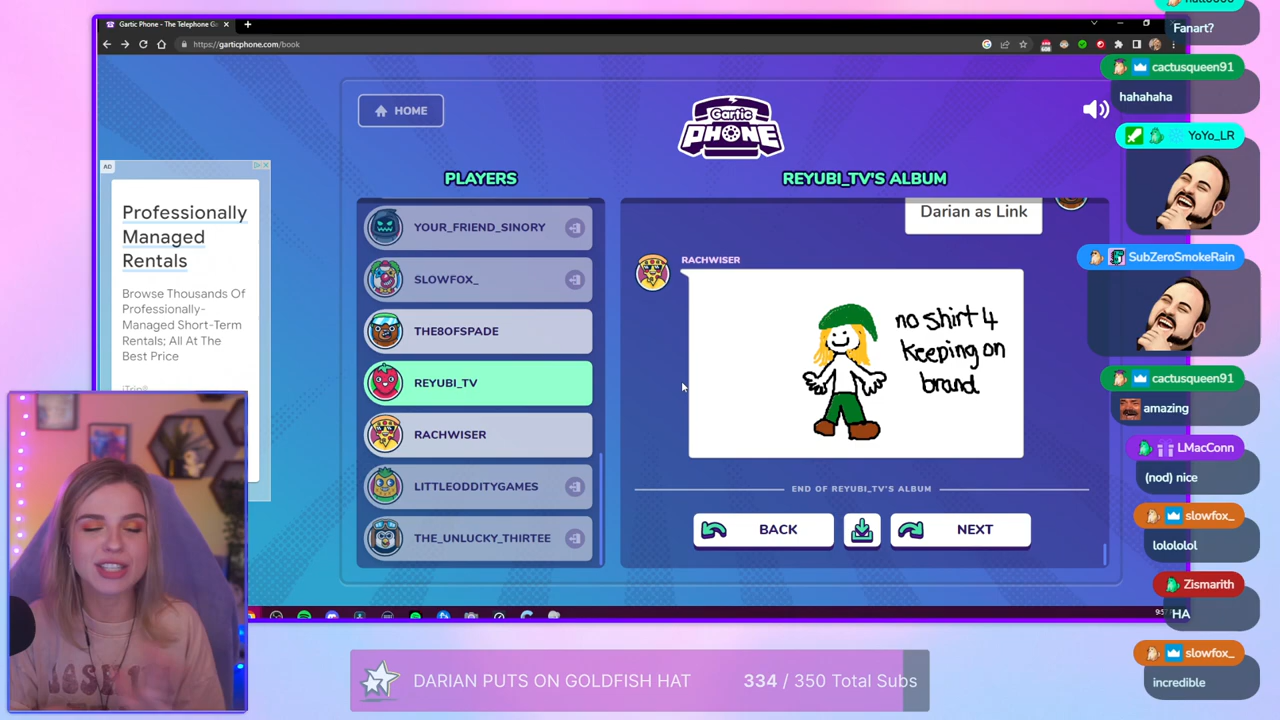 Gartic Phone - The Telephone Ga
https://garticphone.com/book
HOME
Gartic
PHONE
AD
Professionally
Managed
Rentals
Browse Thousands Of
Professionally-
Managed Short-Term
Rentals; All At The
Best Price
PLAYERS
YOUR_FRIEND_SINORY
SLOWFOX_
THE8OFSPADE
REYUBI_TV
RACHWISER
LITTLEODDITYGAMES
THE_UNLUCKY_THIRTEE
REYUBI_TV'S ALBUM
Darian as Link
RACHWISER
no shirt 4
keeping on
brand
END OF REYUBI_TV'S ALBUM
BACK
NEXT
Fanart?
cactusqueen91
hahahaha
YoYo_LR
SubZeroSmokeRain
cactusqueen91
amazing
LMacConn
(nod) nice
slowfox_
lolololol
Zismarith
HA
slowfox_
incredible
DARIAN PUTS ON GOLDFISH HAT
334 / 350 Total Subs